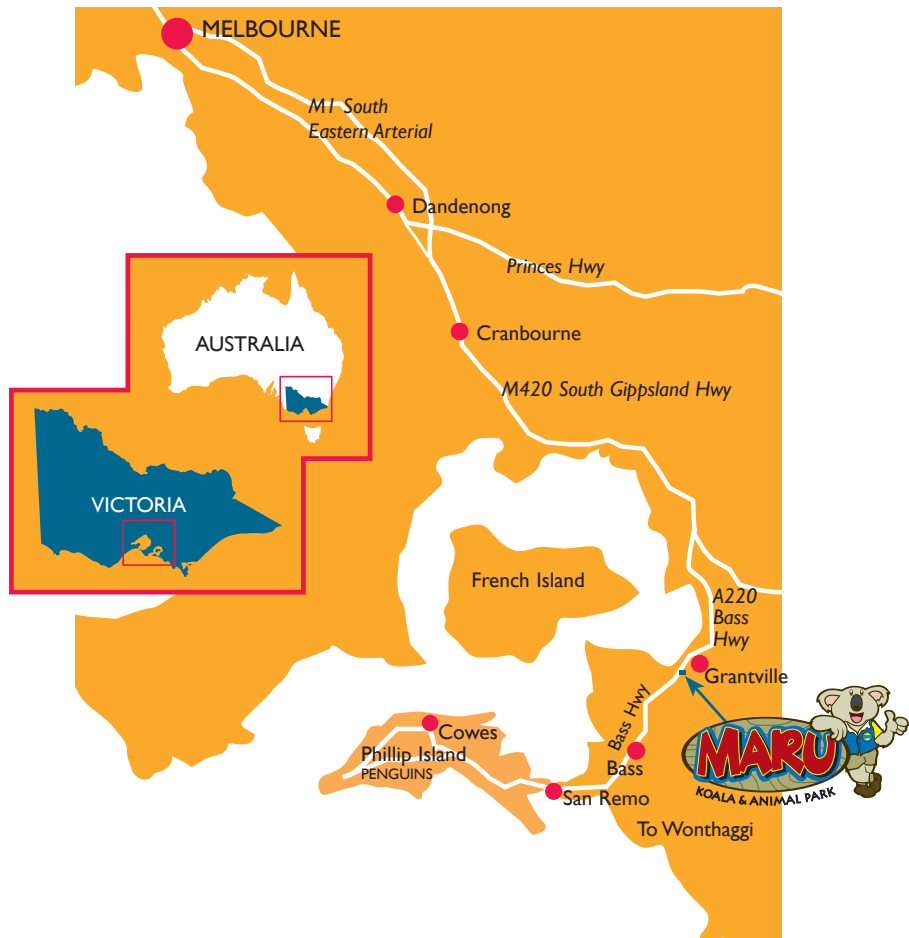 MELBOURNE
M1 South
Eastern Arterial
Dandenong
Princes Hwy
Cranbourne
AUSTRALIA
M420 South Gippsland Hwy
VICTORIA
French Island
A220
Bass
Hwy
Grantville
Bass Hwy
Cowes
Phillip Island
PENGUINS
Bass
San Remo
MARU
KOALA & ANIMAL PARK
To Wonthaggi